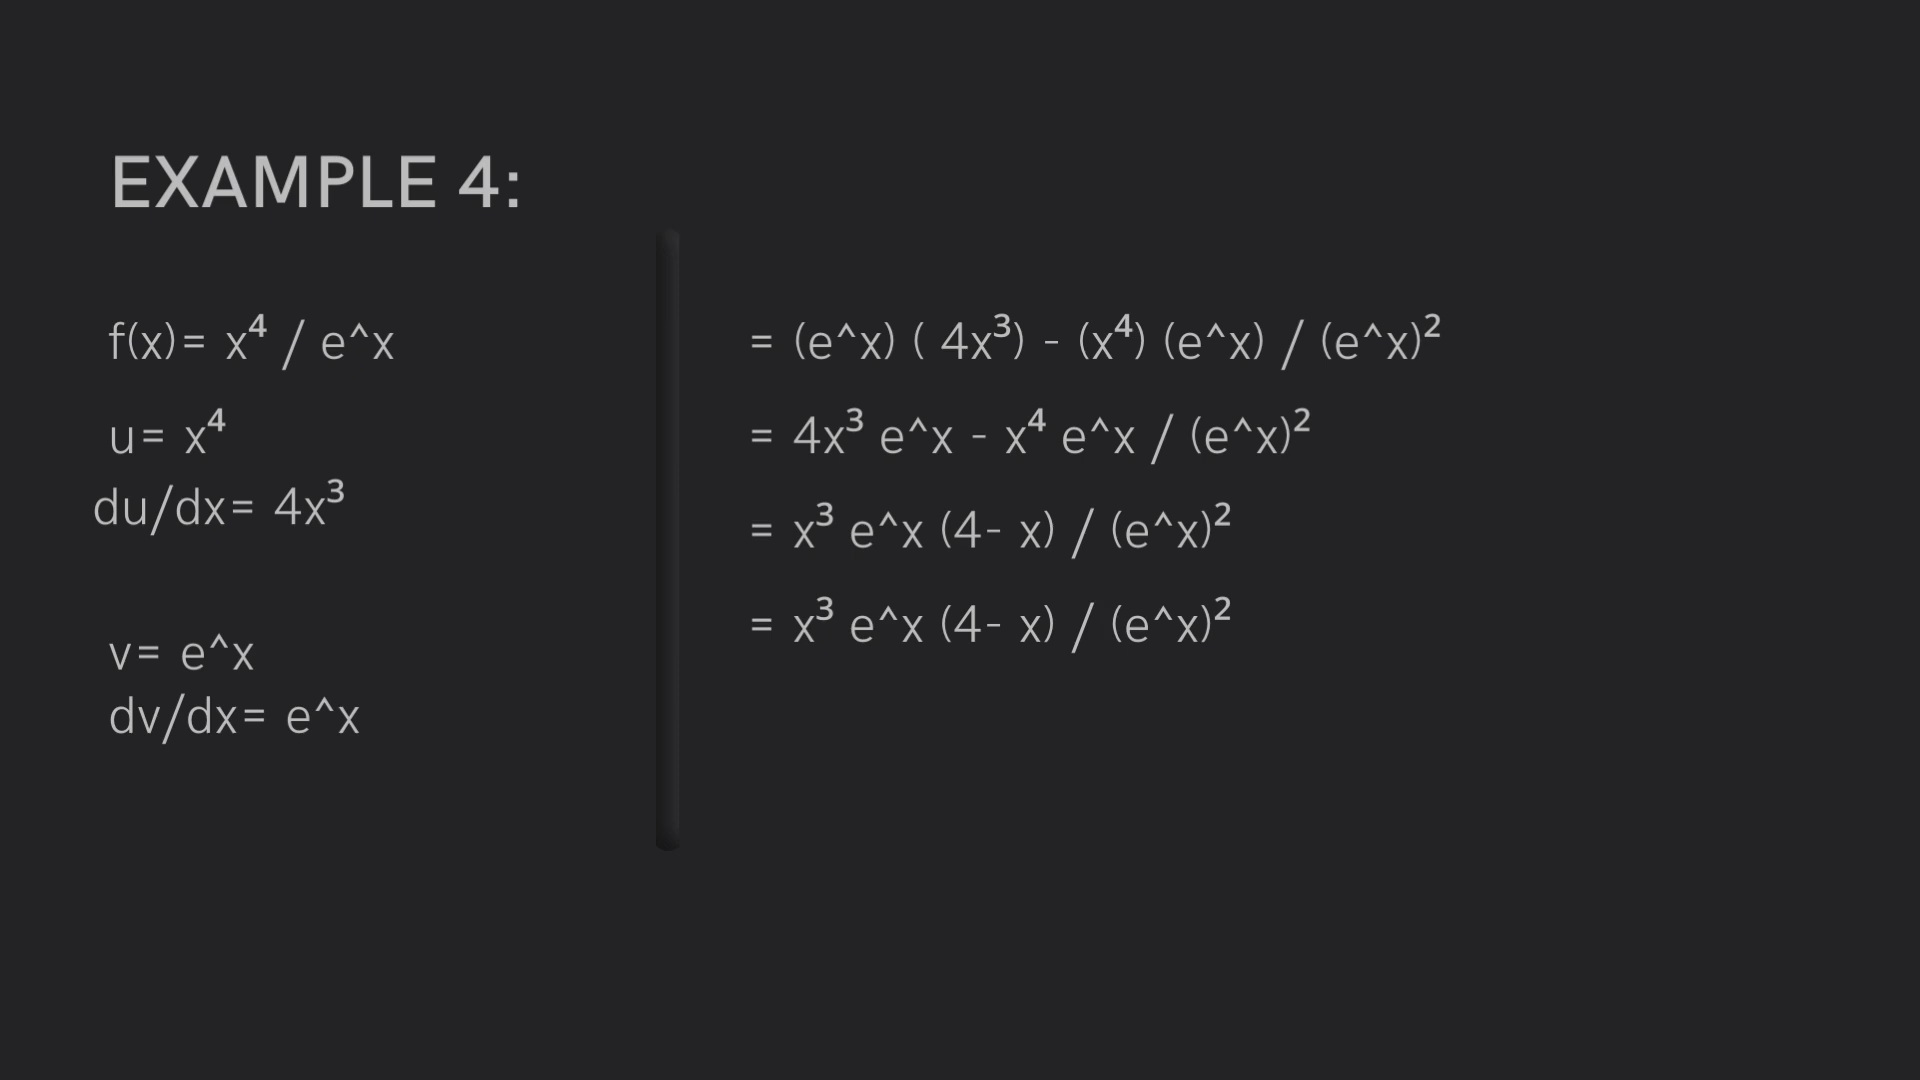 EXAMPLE 4:
f(x)= x⁴ / e^x
u= x⁴
du/dx= 4x³
v= e^x
dv/dx= e^x
= (e^x) ( 4x³) - (x⁴) (e^x) / (e^x)²
= 4x³ e^x - x⁴ e^x / (e^x)²
= x³ e^x (4- x) / (e^x)²
= x³ e^x (4- x) / (e^x)²